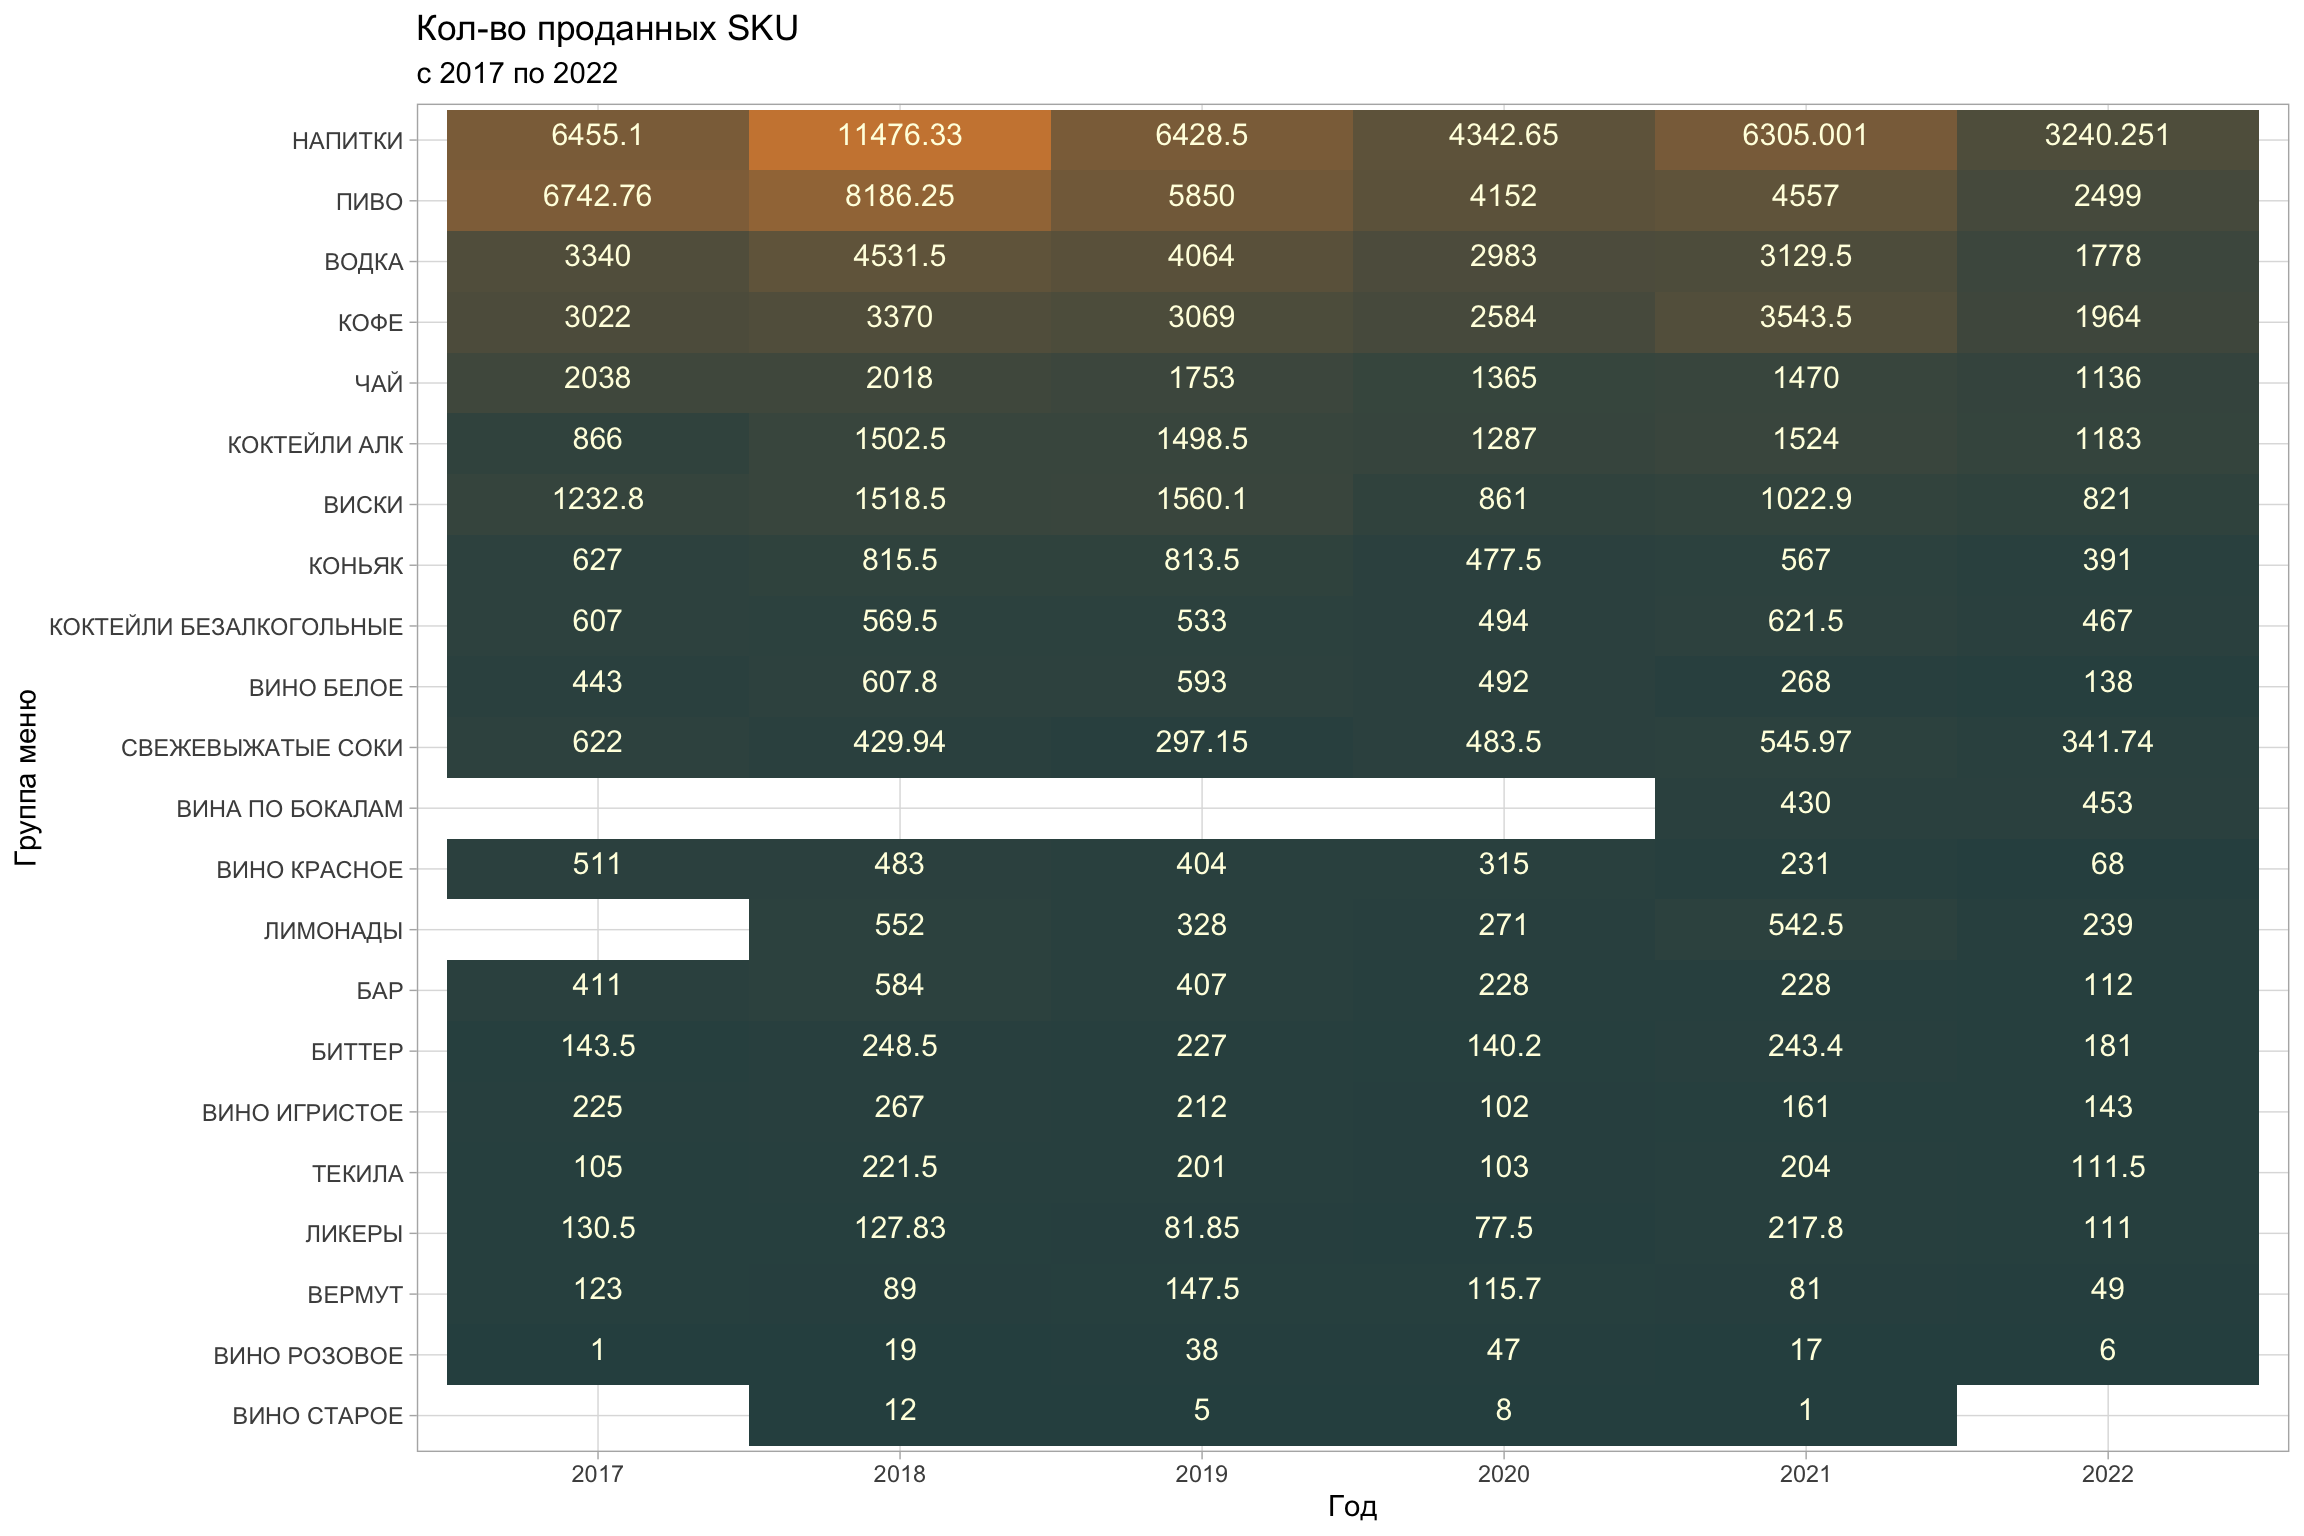 Кол-во проданных SKU
с 2017 по 2022
Группа меню
НАПИТКИ 6455.1 11476.33 6428.5 4342.65 6305.001 3240.251
ПИВО 6742.76 8186.25 5850 4152 4557 2499
ВОДКА 3340 4531.5 4064 2983 3129.5 1778
КОФЕ 3022 3370 3069 2584 3543.5 1964
ЧАЙ 2038 2018 1753 1365 1470 1136
КОКТЕЙЛИ АЛК 866 1502.5 1498.5 1287 1524 1183
ВИСКИ 1232.8 1518.5 1560.1 861 1022.9 821
КОНЬЯК 627 815.5 813.5 477.5 567 391
КОКТЕЙЛИ БЕЗАЛКОГОЛЬНЫЕ 607 569.5 533 494 621.5 467
ВИНО БЕЛОЕ 443 607.8 593 492 268 138
СВЕЖЕВЫЖАТЫЕ СОКИ 622 429.94 297.15 483.5 545.97 341.74
ВИНА ПО БОКАЛАМ 430 453
ВИНО КРАСНОЕ 511 483 404 315 231 68
ЛИМОНАДЫ 552 328 271 542.5 239
БАР 411 584 407 228 228 112
БИТТЕР 143.5 248.5 227 140.2 243.4 181
ВИНО ИГРИСТОЕ 225 267 212 102 161 143
ТЕКИЛА 105 221.5 201 103 204 111.5
ЛИКЕРЫ 130.5 127.83 81.85 77.5 217.8 111
ВЕРМУТ 123 89 147.5 115.7 81 49
ВИНО РОЗОВОЕ 1 19 38 47 17 6
ВИНО СТАРОЕ 12 5 8 1
2017 2018 2019 2020 2021 2022
Год